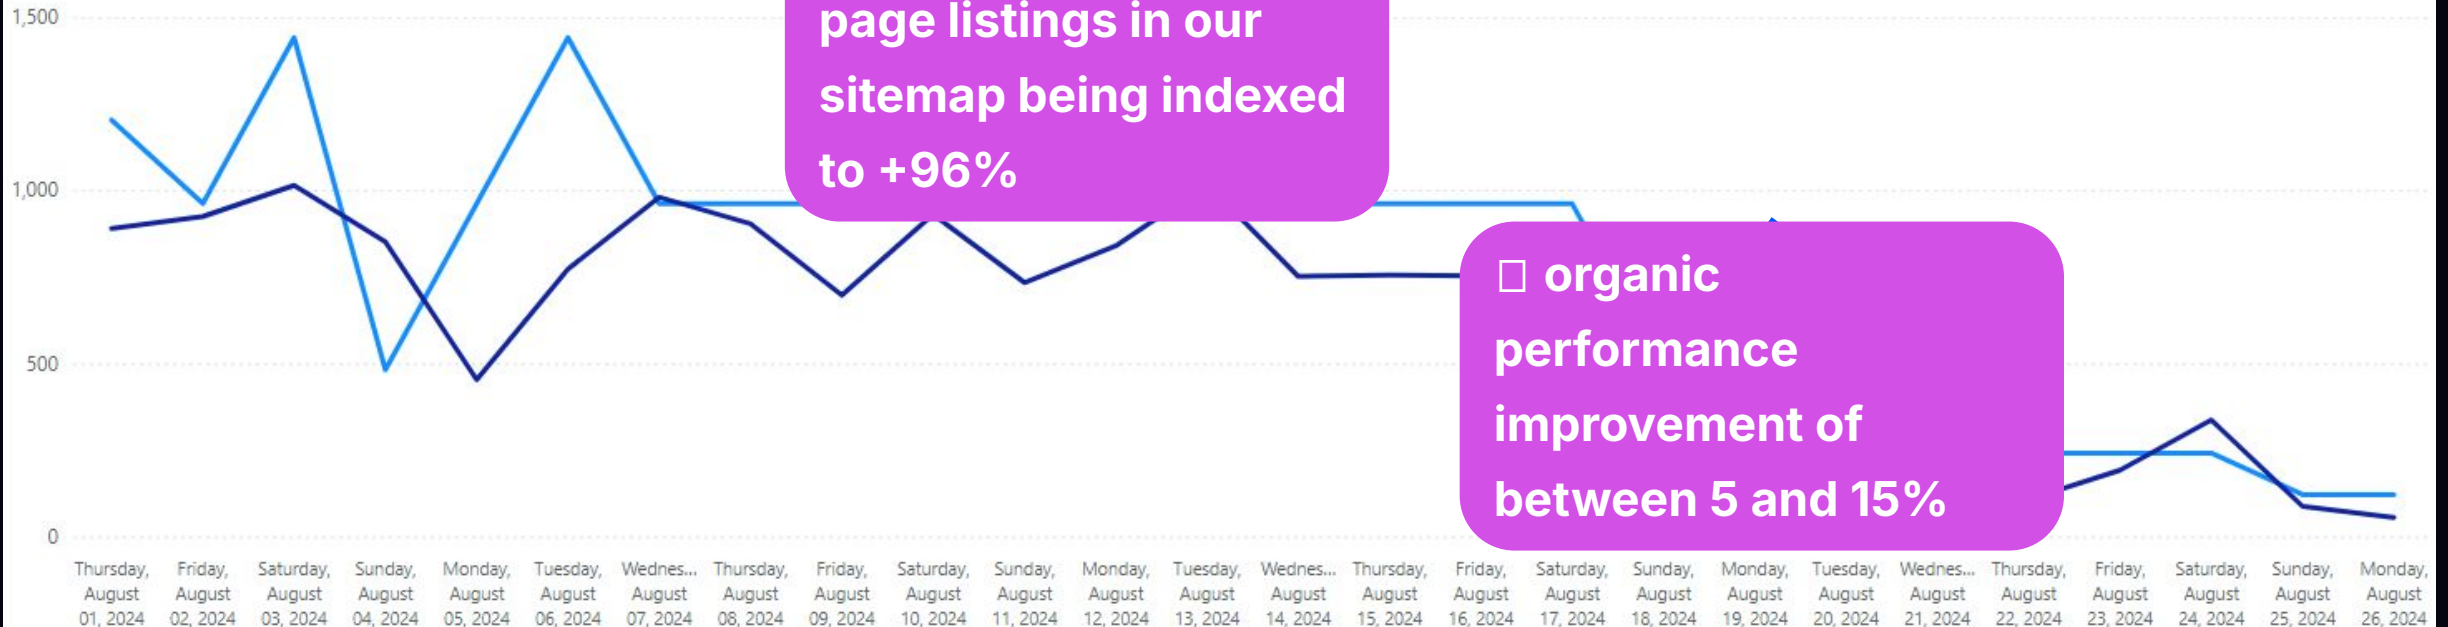 1,500
page listings in our
sitemap being indexed
to +96%
1,000
organic
performance
improvement of
between 5 and 15%
500
0
Thursday, Friday, Saturday, Sunday, Monday, Tuesday, Wednes... Thursday, Friday, Saturday, Sunday, Monday, Tuesday, Wednes... Thursday, Friday, Saturday, Sunday, Monday, Tuesday, Wednes... Thursday, Friday, Saturday, Sunday, Monday,
August August August August August August August August August August August August August August August August August August August August August August August August August August
01, 2024 02, 2024 03, 2024 04, 2024 05, 2024 06, 2024 07, 2024 08, 2024 09, 2024 10, 2024 11, 2024 12, 2024 13, 2024 14, 2024 15, 2024 16, 2024 17, 2024 18, 2024 19, 2024 20, 2024 21, 2024 22, 2024 23, 2024 24, 2024 25, 2024 26, 2024